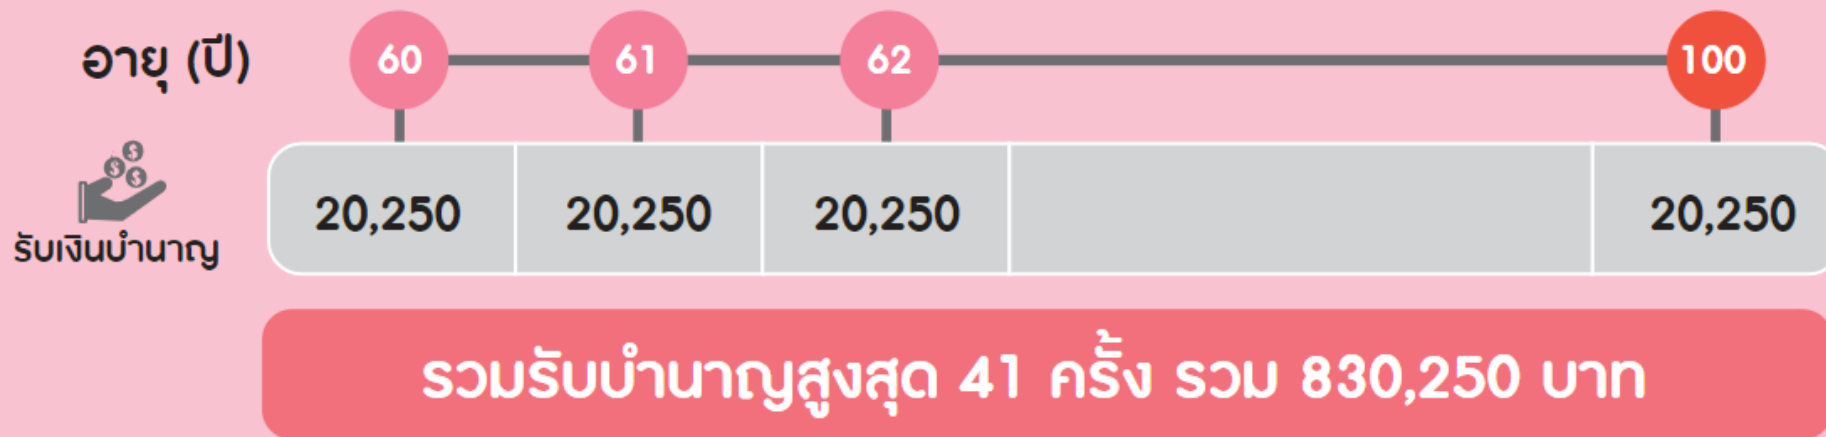 อายุ (ปี) 60 61 62 100
รับเงินบำนาญ 20,250 20,250 20,250 20,250
รวมรับบำนาญสูงสุด 41 ครั้ง รวม 830,250 บาท